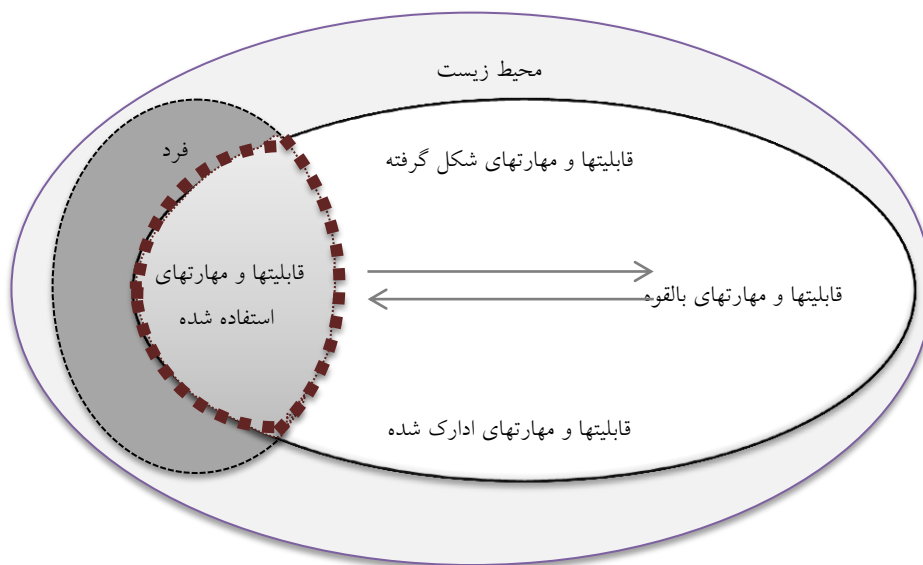 محیط زیست
فرد
قابلیتها و مهارتهای شکل گرفته
قابلیتها و مهارتهای
استفاده شده
قابلیتها و مهارتهای بالقوه
قابلیتها و مهارتهای ادارک شده